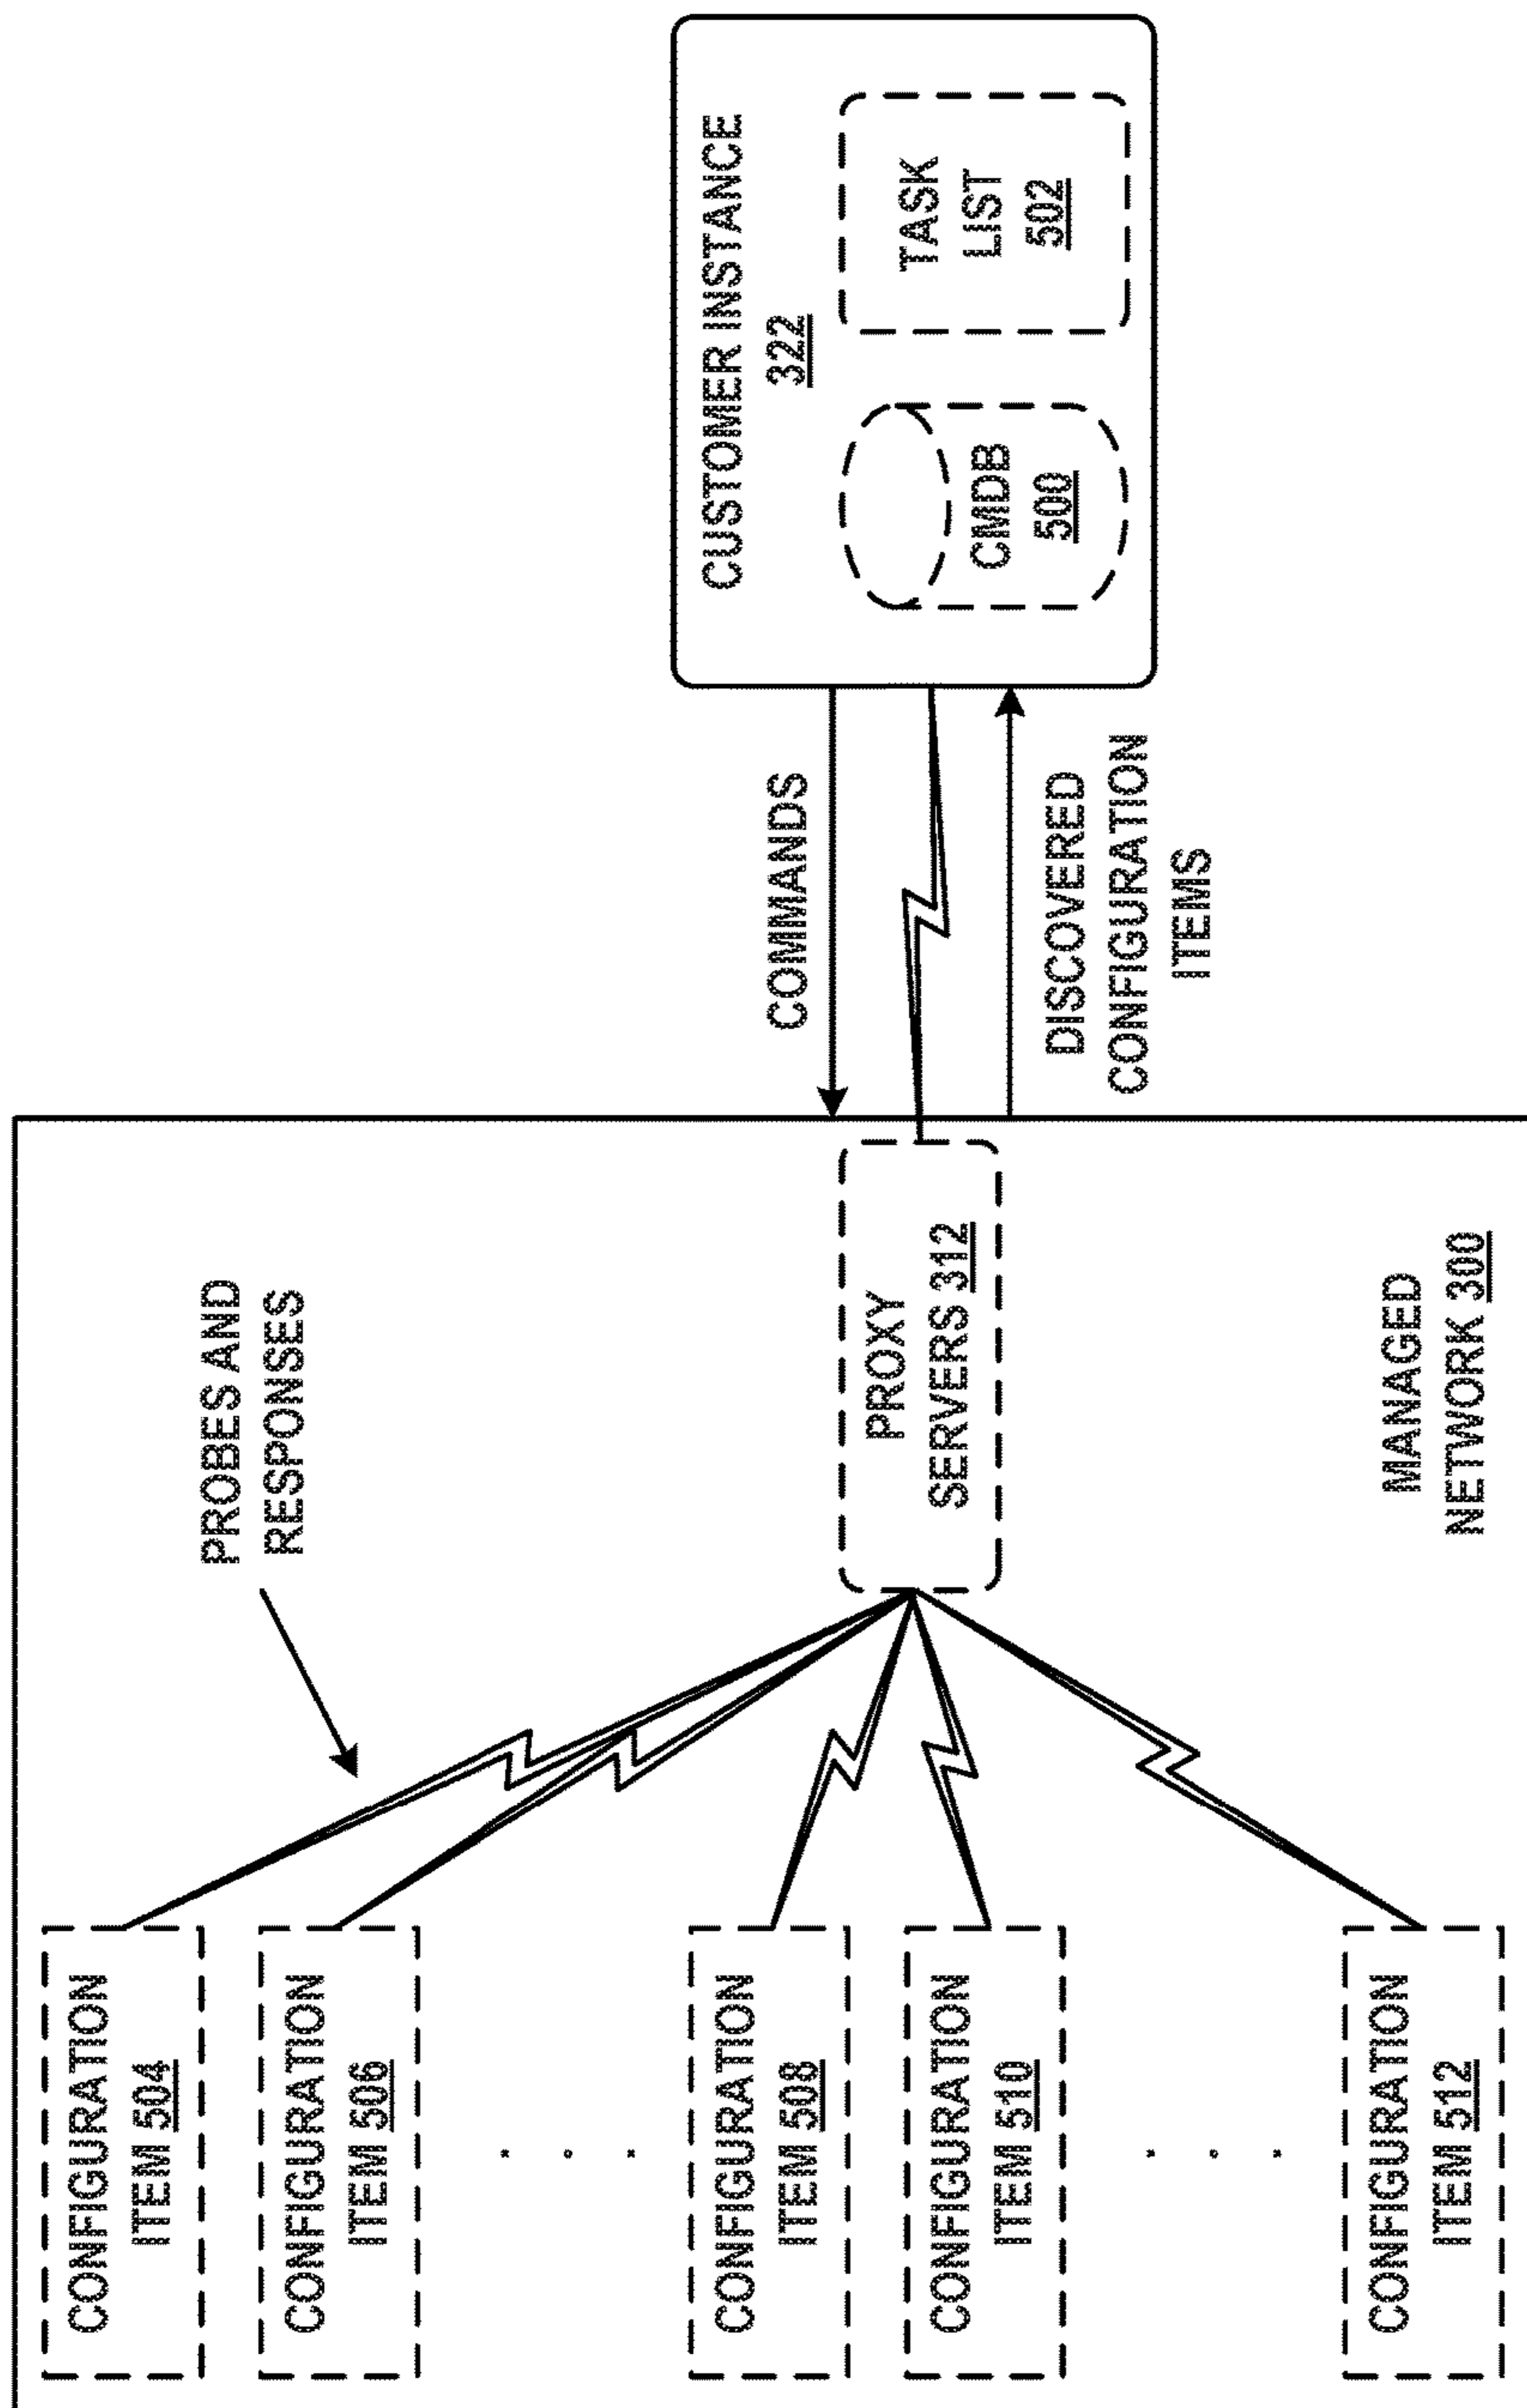 CUSTOMER INSTANCE
322
CMDB
500
TASK
LIST
502
COMMANDS
DISCOVERED
CONFIGURATION
ITEMS
PROBES AND
RESPONSES
PROXY
SERVERS 312
MANAGED
NETWORK 300
CONFIGURATION
ITEM 504
CONFIGURATION
ITEM 506
CONFIGURATION
ITEM 508
CONFIGURATION
ITEM 510
CONFIGURATION
ITEM 512